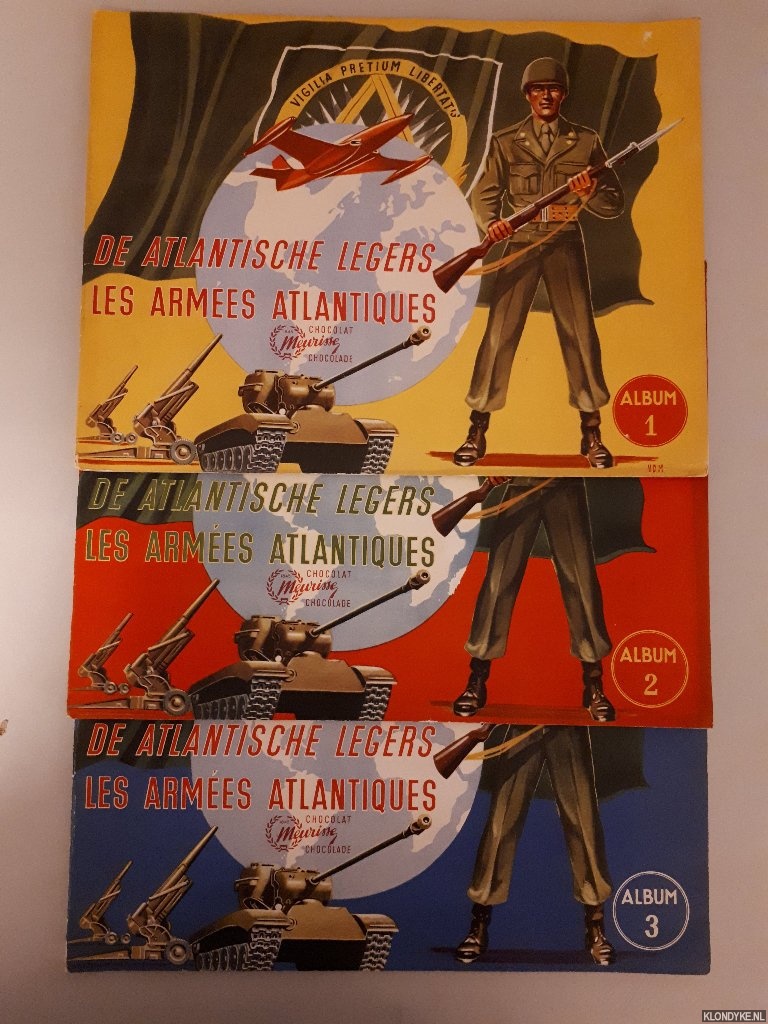 VIGILIA PRETIUM LIBERTATIS
DE ATLANTISCHE LEGERS
LES ARMEES ATLANTIQUES
CHOCOLAT
Meurisse
CHOCOLADE
ALBUM
1
DE ATLANTISCHE LEGERS
LES ARMÉES ATLANTIQUES
CHOCOLAT
Meurisse
CHOCOLADE
ALBUM
2
DE ATLANTISCHE LEGERS
LES ARMÉES ATLANTIQUES
CHOCOLAT
Meurisse
CHOCOLADE
ALBUM
3
KLONDYKE.NL